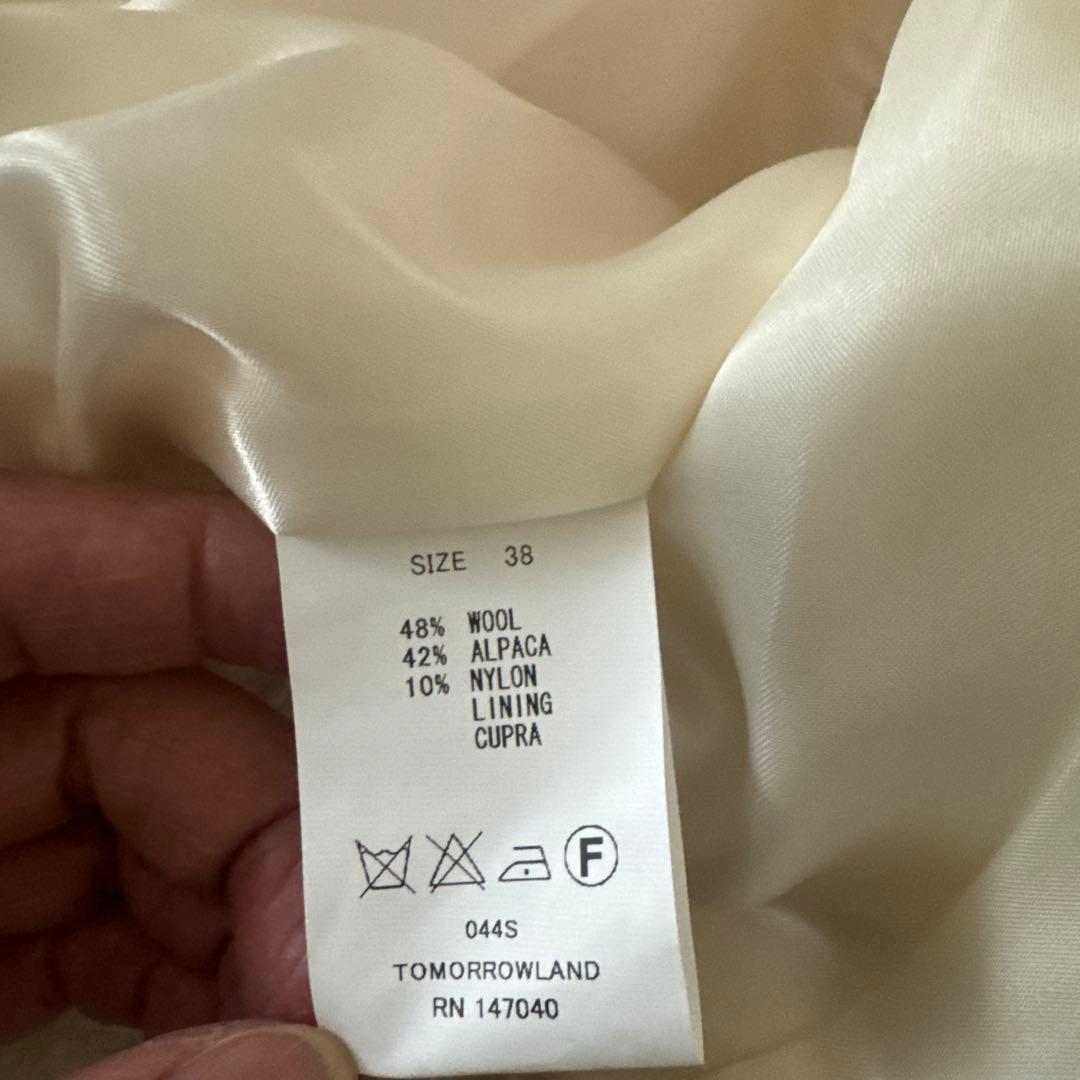 SIZE 38
48% WOOL
42% ALPACA
10% NYLON
LINING
CUPRA
F
044S
TOMORROWLAND
RN 147040